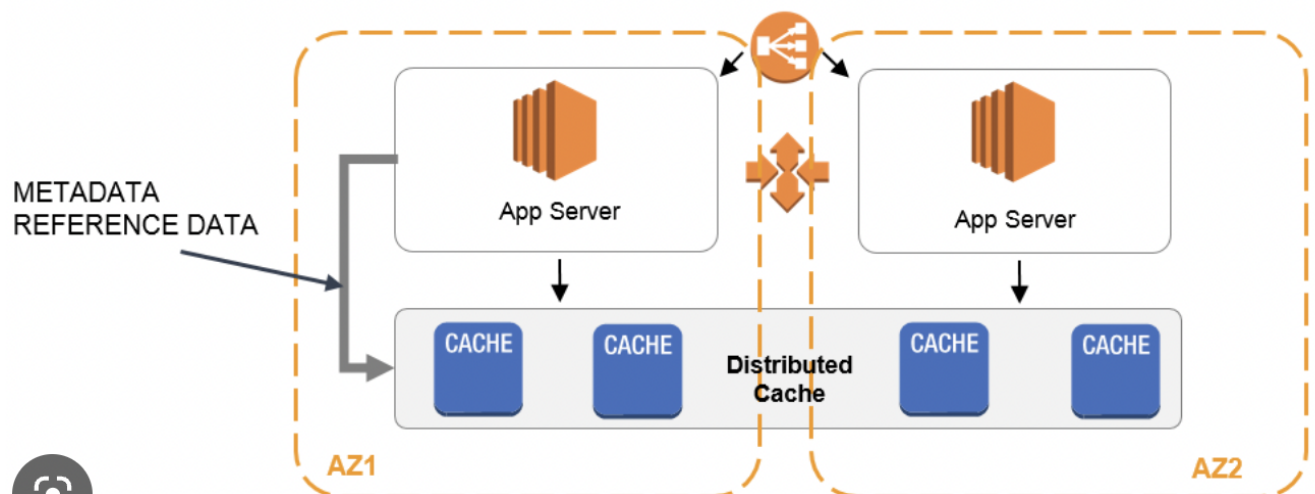 METADATA
REFERENCE DATA
App Server
App Server
CACHE
CACHE
Distributed
Cache
CACHE
CACHE
AZ1
AZ2